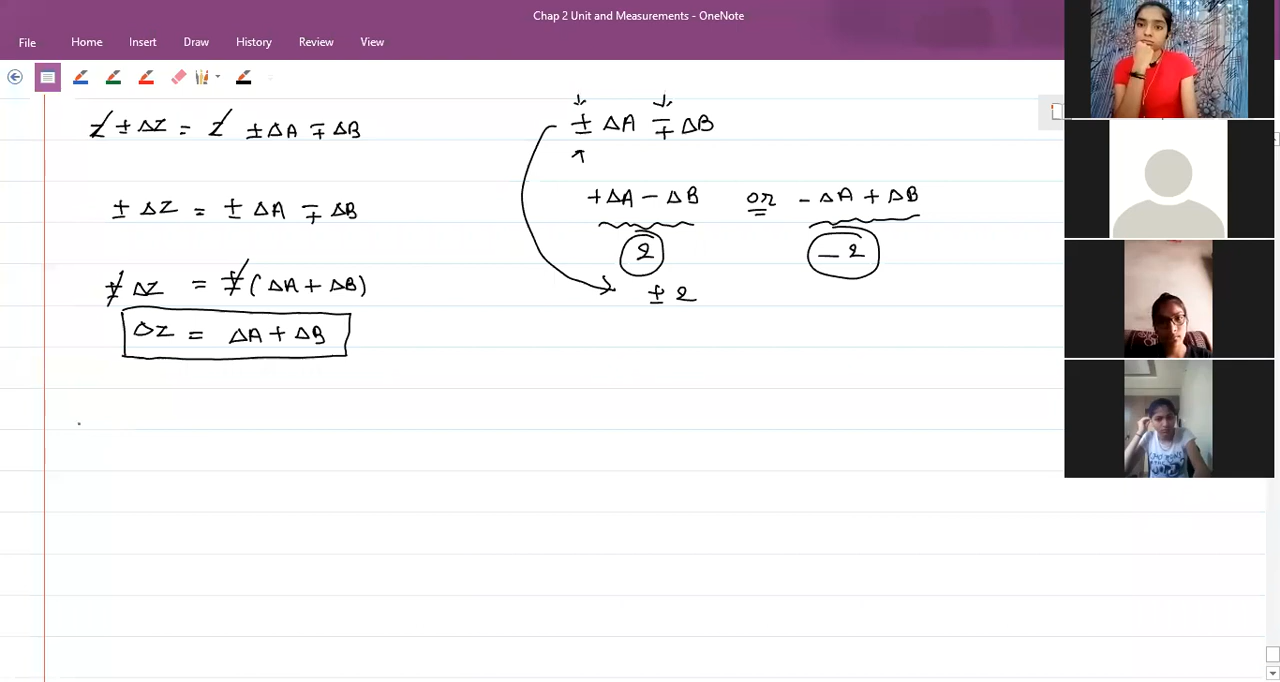 Chap 2 Unit and Measurements - OneNote
File Home Insert Draw History Review View
Z ± ΔZ = Z ± ΔA ∓ ΔB
± ΔZ = ± ΔA ∓ ΔB
± ΔZ = ± (ΔA + ΔB)
ΔZ = ΔA + ΔB
± ΔA ∓ ΔB
+ΔA - ΔB or - ΔA + ΔB
2 - 2
± 2